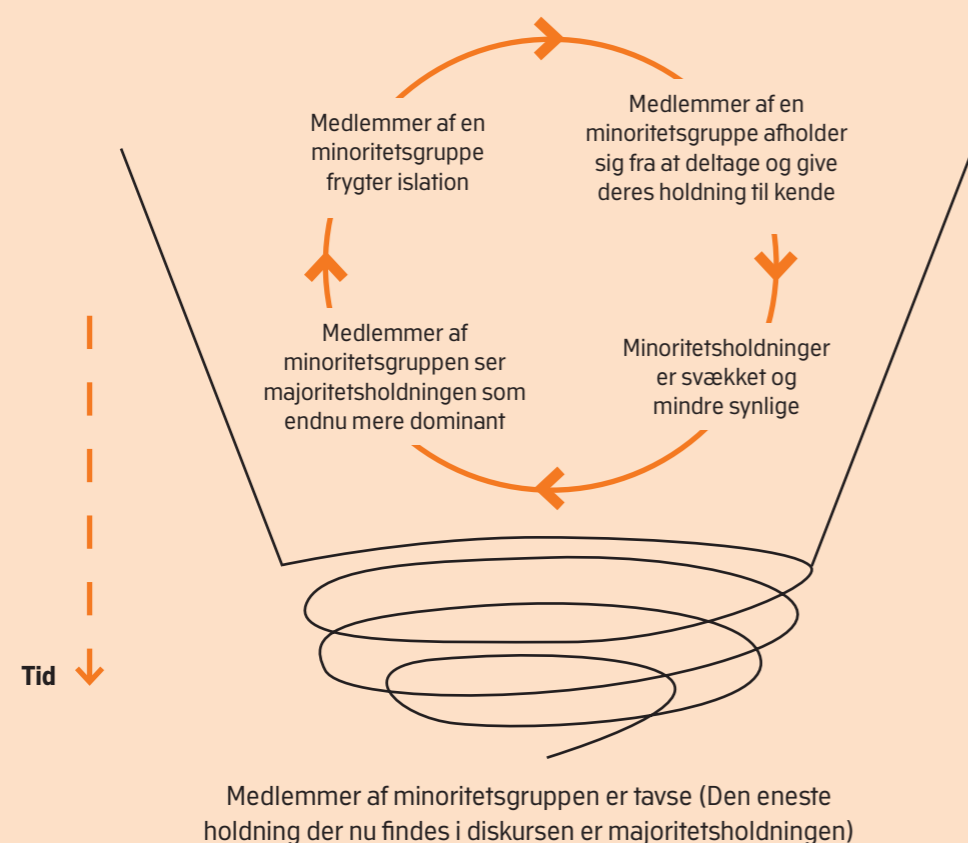 Medlemmer af en
minoritetsgruppe
frygter islation
Medlemmer af en
minoritetsgruppe afholder
sig fra at deltage og give
deres holdning til kende
Minoritetsholdninger
er svækket og
mindre synlige
Medlemmer af
minoritetsgruppen ser
majoritetsholdningen som
endnu mere dominant
Tid
Medlemmer af minoritetsgruppen er tavse (Den eneste
holdning der nu findes i diskursen er majoritetsholdningen)